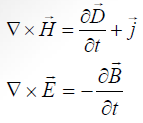 ∇ × H⃗ = ∂D⃗/∂t + j⃗
∇ × E⃗ = −∂B⃗/∂t